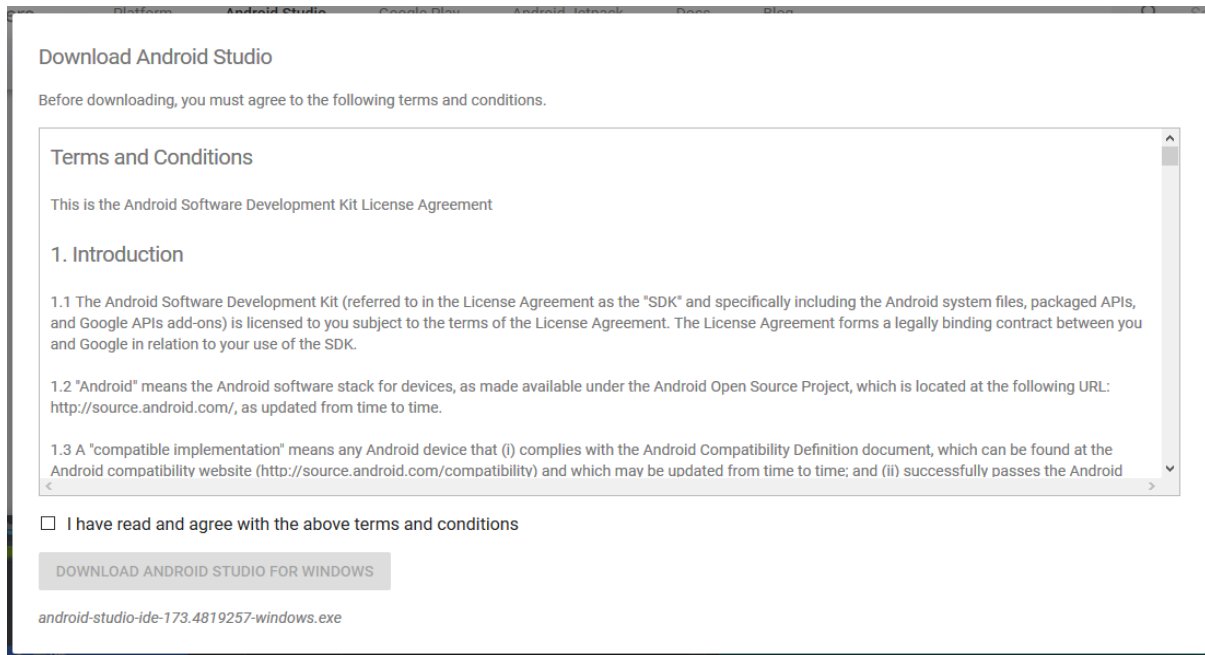 Platform Android Studio Google Play Android Jetpack Docs Blog
Download Android Studio
Before downloading, you must agree to the following terms and conditions.
Terms and Conditions
This is the Android Software Development Kit License Agreement
1. Introduction
1.1 The Android Software Development Kit (referred to in the License Agreement as the "SDK" and specifically including the Android system files, packaged APIs,
and Google APIs add-ons) is licensed to you subject to the terms of the License Agreement. The License Agreement forms a legally binding contract between you
and Google in relation to your use of the SDK.
1.2 "Android" means the Android software stack for devices, as made available under the Android Open Source Project, which is located at the following URL:
http://source.android.com/, as updated from time to time.
1.3 A "compatible implementation" means any Android device that (i) complies with the Android Compatibility Definition document, which can be found at the
Android compatibility website (http://source.android.com/compatibility) and which may be updated from time to time; and (ii) successfully passes the Android
I have read and agree with the above terms and conditions
DOWNLOAD ANDROID STUDIO FOR WINDOWS
android-studio-ide-173.4819257-windows.exe